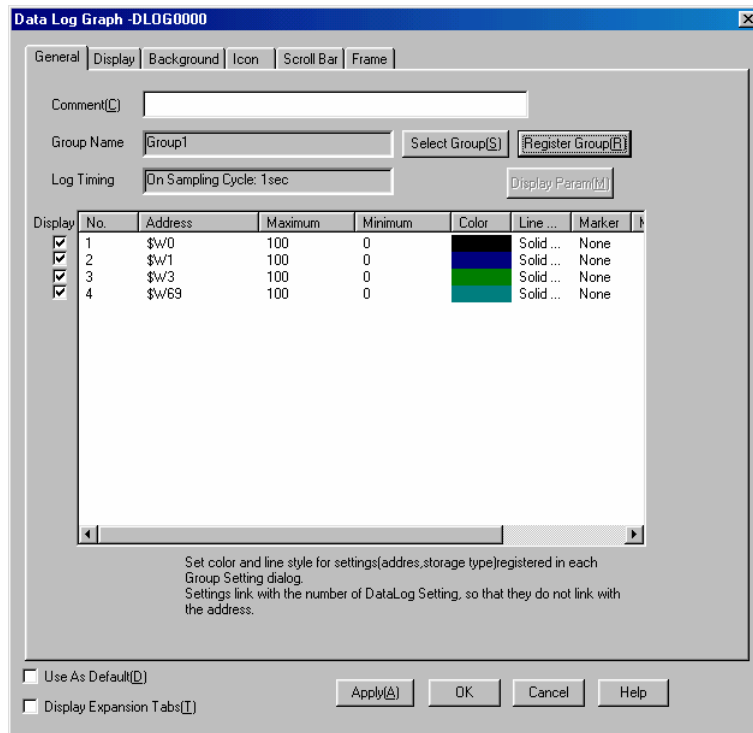 Data Log Graph -DLOG0000
General Display Background Icon Scroll Bar Frame
Comment(C)
Group Name Group1 Select Group(S) Register Group(R)
Log Timing On Sampling Cycle: 1sec Display Param(M)
Display No. Address Maximum Minimum Color Line ... Marker
1 $W0 100 0 Solid ... None
2 $W1 100 0 Solid ... None
3 $W3 100 0 Solid ... None
4 $W69 100 0 Solid ... None
Set color and line style for settings(addres,storage type)registered in each
Group Setting dialog.
Settings link with the number of DataLog Setting, so that they do not link with
the address.
Use As Default(D)
Display Expansion Tabs(T)
Apply(A) OK Cancel Help